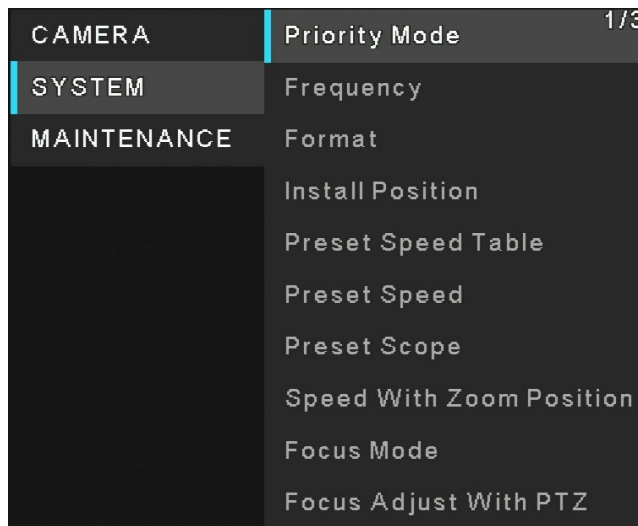 CAMERA
SYSTEM
MAINTENANCE
1/3
Priority Mode
Frequency
Format
Install Position
Preset Speed Table
Preset Speed
Preset Scope
Speed With Zoom Position
Focus Mode
Focus Adjust With PTZ